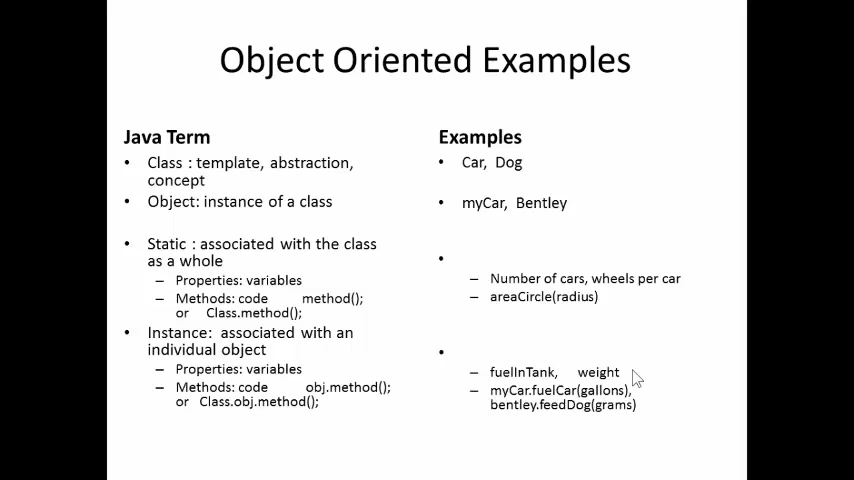 Object Oriented Examples
Java Term
• Class : template, abstraction,
concept
• Object: instance of a class
• Static : associated with the class
as a whole
– Properties: variables
– Methods: code method();
or Class.method();
• Instance: associated with an
individual object
– Properties: variables
– Methods: code obj.method();
or Class.obj.method();
Examples
• Car, Dog
• myCar, Bentley
•
– Number of cars, wheels per car
– areaCircle(radius)
•
– fuelInTank, weight
– myCar.fuelCar(gallons),
bentley.feedDog(grams)